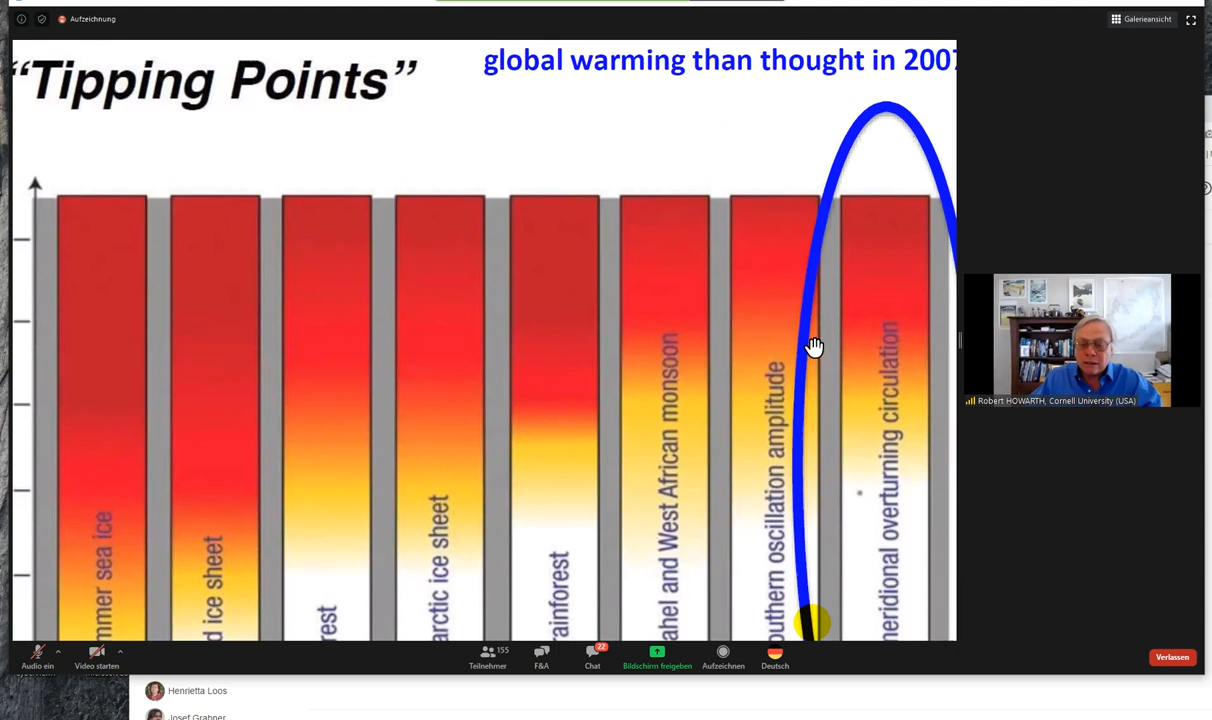 Aufzeichnung
Galerieansicht
"Tipping Points"
global warming than thought in 2007
mmer sea ice
d ice sheet
rest
arctic ice sheet
rainforest
ahel and West African monsoon
outhern oscillation amplitude
meridional overturning circulation
Robert HOWARTH, Cornell University (USA)
Audio ein
Video starten
155
Teilnehmer
F&A
22
Chat
Bildschirm freigeben
Aufzeichnen
Deutsch
Verlassen
Henrietta Loos
Josef Grabner